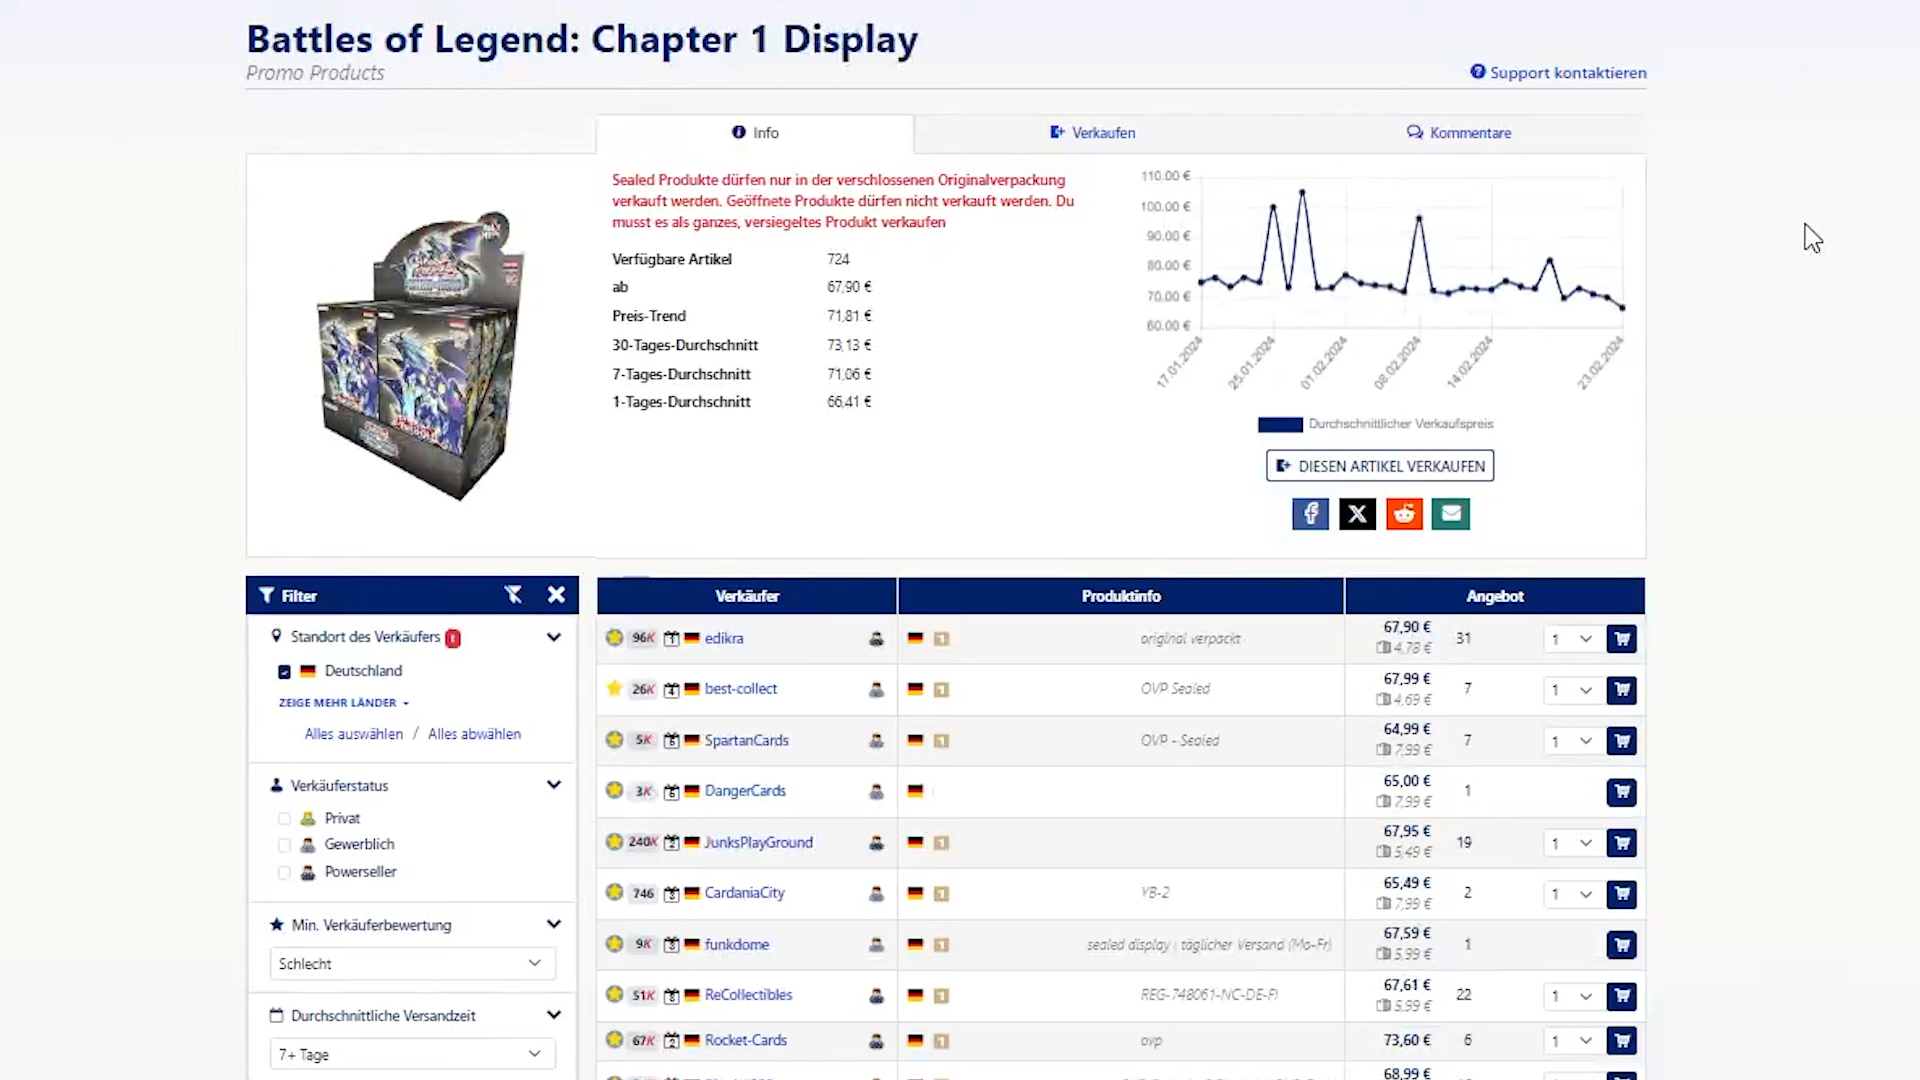 Battles of Legend: Chapter 1 Display
Promo Products
Support kontaktieren
Info
Verkaufen
Kommentare
Sealed Produkte dürfen nur in der verschlossenen Originalverpackung
verkauft werden. Geöffnete Produkte dürfen nicht verkauft werden. Du
musst es als ganzes, versiegeltes Produkt verkaufen
Verfügbare Artikel 724
ab 67,90 €
Preis-Trend 71,81 €
30-Tages-Durchschnitt 73,13 €
7-Tages-Durchschnitt 71,06 €
1-Tages-Durchschnitt 66,41 €
110.00 €
100.00 €
90.00 €
80.00 €
70.00 €
60.00 €
17.01.2024
25.01.2024
01.02.2024
08.02.2024
14.02.2024
23.02.2024
Durchschnittlicher Verkaufspreis
DIESEN ARTIKEL VERKAUFEN
Filter
Standort des Verkäufers
Deutschland
ZEIGE MEHR LÄNDER
Alles auswählen / Alles abwählen
Verkäuferstatus
Privat
Gewerblich
Powerseller
Min. Verkäuferbewertung
Schlecht
Durchschnittliche Versandzeit
7+ Tage
Verkäufer Produktinfo Angebot
96K edikra original verpackt 67,90 € 31 1
4,78 €
26K best-collect OVP Sealed 67,99 € 7 1
4,69 €
5K SpartanCards OVP - Sealed 64,99 € 7 1
7,99 €
3K DangerCards 65,00 € 1
7,99 €
240K JunksPlayGround 67,95 € 19 1
5,49 €
746 CardaniaCity YB-2 65,49 € 2 1
7,99 €
9K funkdome sealed display | täglicher Versand (Mo-Fr) 67,59 € 1
5,99 €
51K ReCollectibles REG-748061-NC-DE-FI 67,61 € 22 1
5,99 €
67K Rocket-Cards ovp 73,60 € 6 1
68,99 €